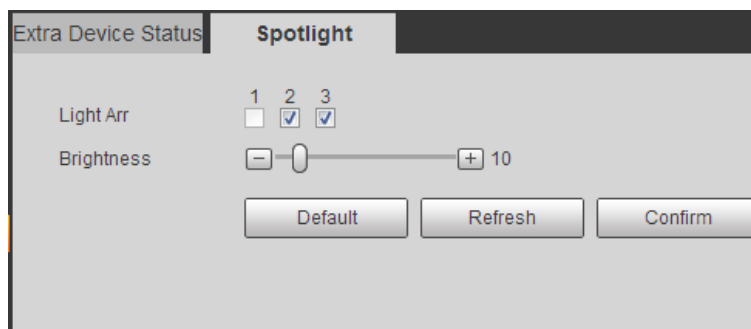 Extra Device Status Spotlight
1 2 3
Light Arr
Brightness 10
Default Refresh Confirm